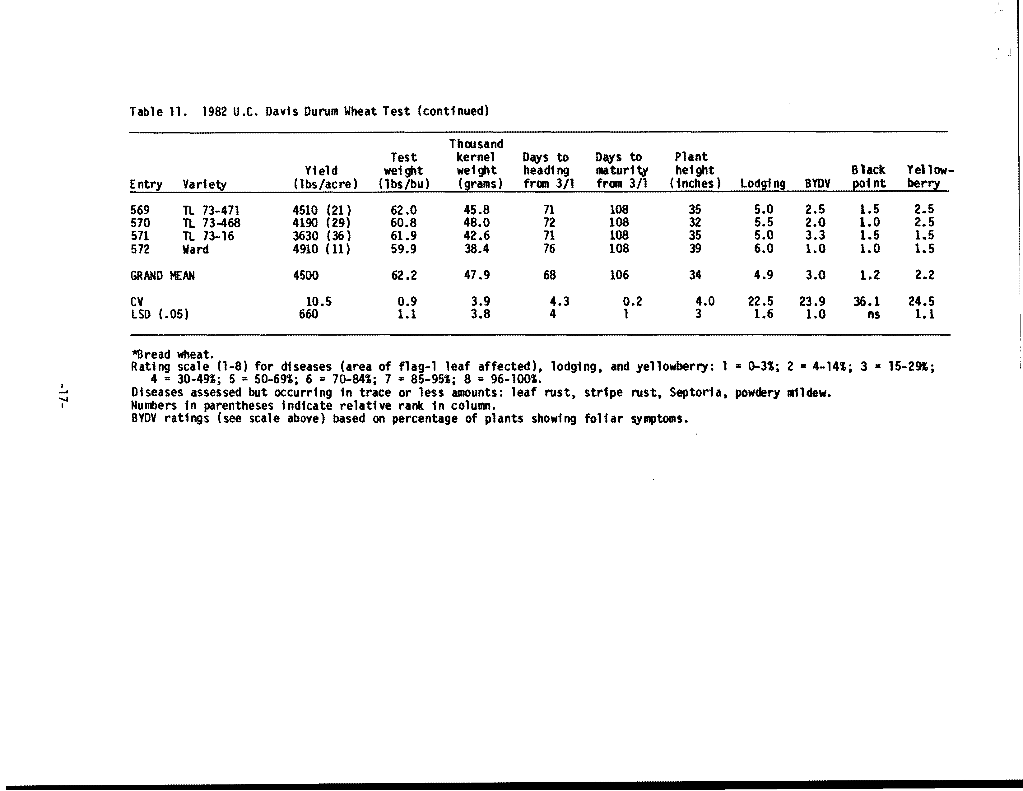 Table 11. 1982 U.C. Davis Durum Wheat Test (continued)
Thousand
Test kernel Days to Days to Plant
Yield weight weight heading maturity height Black Yellow-
Entry Variety (lbs/acre) (lbs/bu) (grams) from 3/1 from 3/1 (inches) Lodging BYDV point berry
569 TL 73-471 4510 (21) 62.0 45.8 71 108 35 5.0 2.5 1.5 2.5
570 TL 73-468 4190 (29) 60.8 48.0 72 108 32 5.5 2.0 1.0 2.5
571 TL 73-16 3630 (36) 61.9 42.6 71 108 35 5.0 3.3 1.5 1.5
572 Ward 4910 (11) 59.9 38.4 76 108 39 6.0 1.0 1.0 1.5
GRAND MEAN 4500 62.2 47.9 68 106 34 4.9 3.0 1.2 2.2
CV 10.5 0.9 3.9 4.3 0.2 4.0 22.5 23.9 36.1 24.5
LSD (.05) 660 1.1 3.8 4 1 3 1.6 1.0 ns 1.1
*Bread wheat.
Rating scale (1-8) for diseases (area of flag-1 leaf affected), lodging, and yellowberry: 1 = 0-3%; 2 = 4-14%; 3 = 15-29%;
4 = 30-49%; 5 = 50-69%; 6 = 70-84%; 7 = 85-95%; 8 = 96-100%.
Diseases assessed but occurring in trace or less amounts: leaf rust, stripe rust, Septoria, powdery mildew.
Numbers in parentheses indicate relative rank in column.
BYDV ratings (see scale above) based on percentage of plants showing foliar symptoms.
-17-